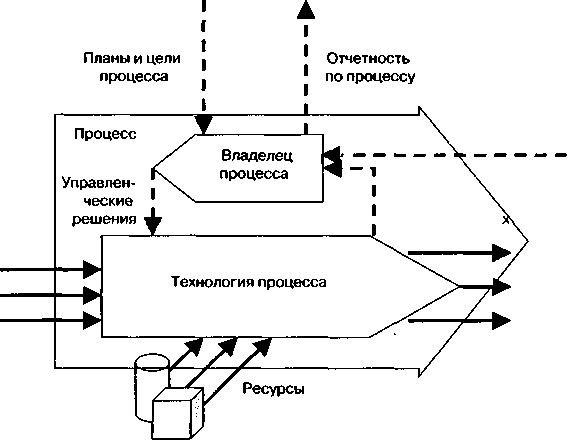 Планы и цели
процесса
Отчетность
по процессу
Процесс
Владелец
процесса
Управлен-
ческие
решения
х
Технология процесса
Ресурсы